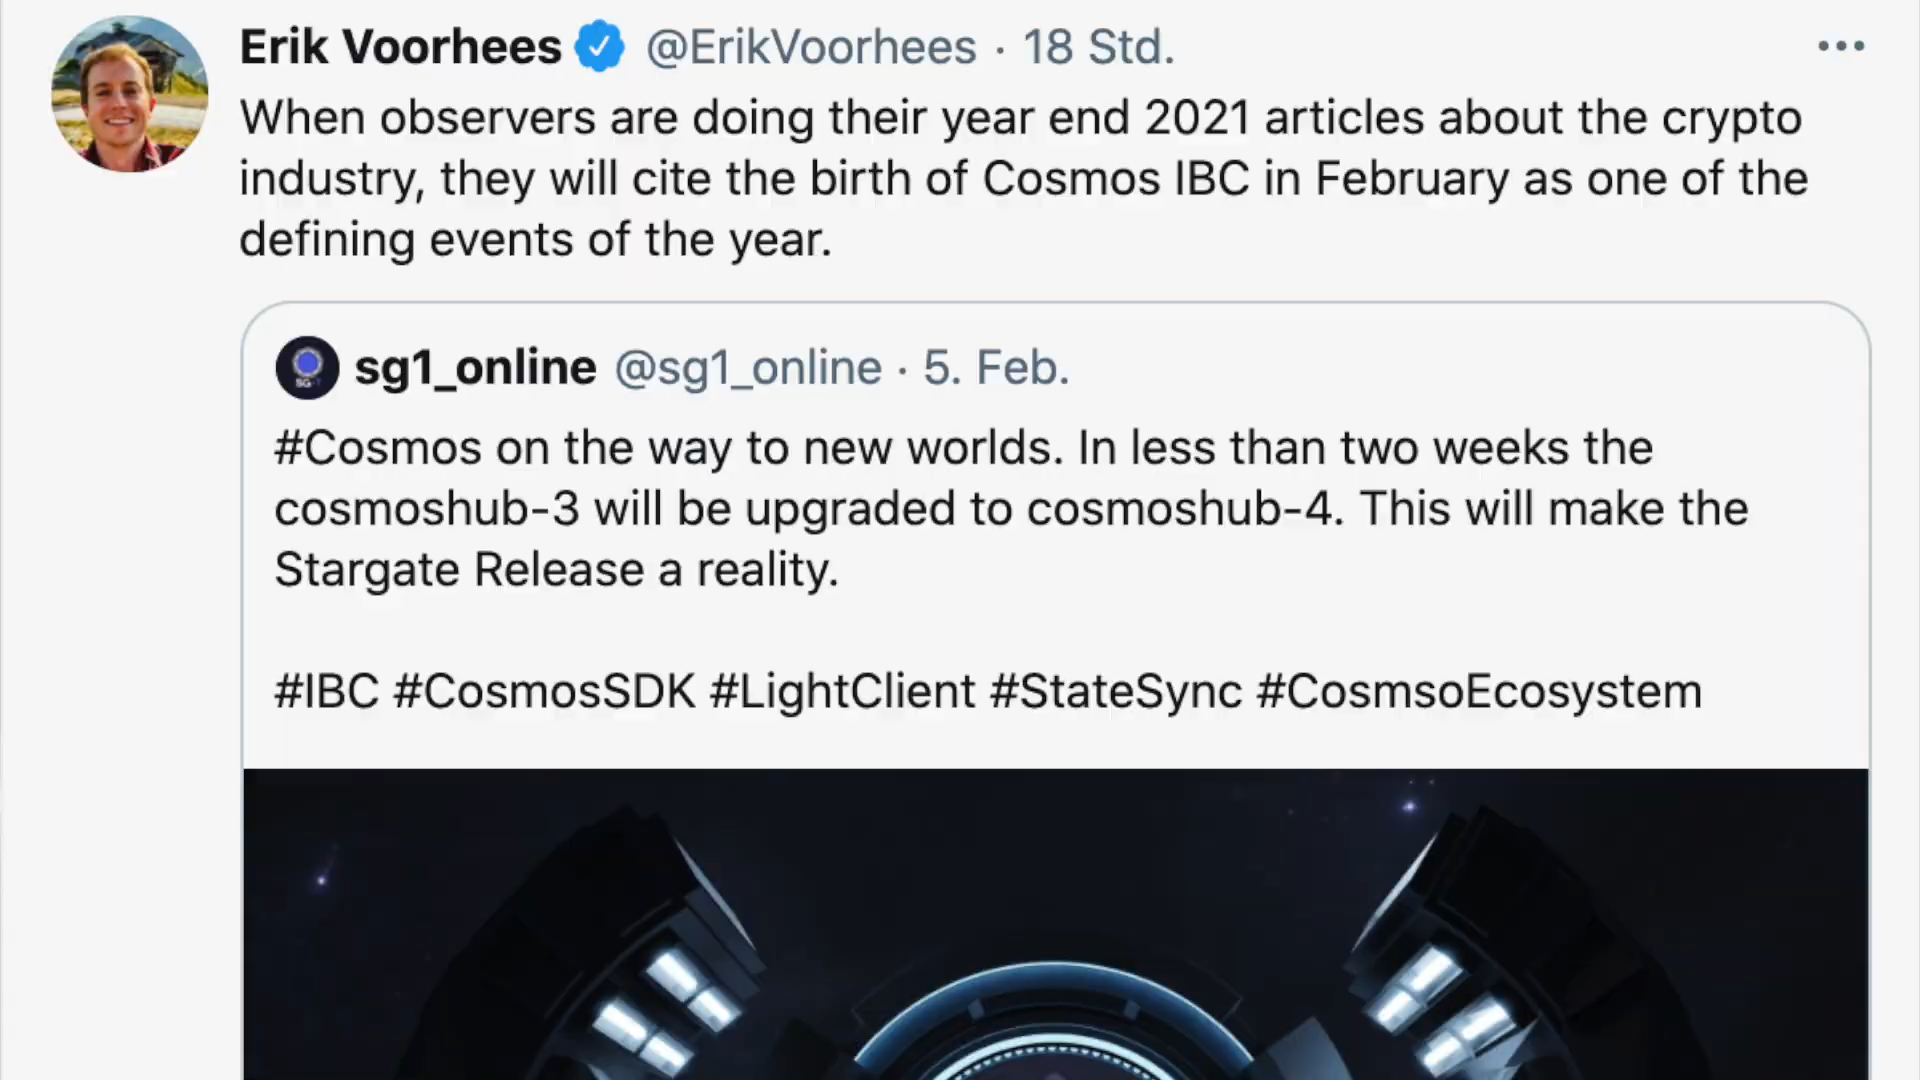 Erik Voorhees @ErikVoorhees · 18 Std.
When observers are doing their year end 2021 articles about the crypto
industry, they will cite the birth of Cosmos IBC in February as one of the
defining events of the year.
sg1_online @sg1_online · 5. Feb.
#Cosmos on the way to new worlds. In less than two weeks the
cosmoshub-3 will be upgraded to cosmoshub-4. This will make the
Stargate Release a reality.
#IBC #CosmosSDK #LightClient #StateSync #CosmsoEcosystem